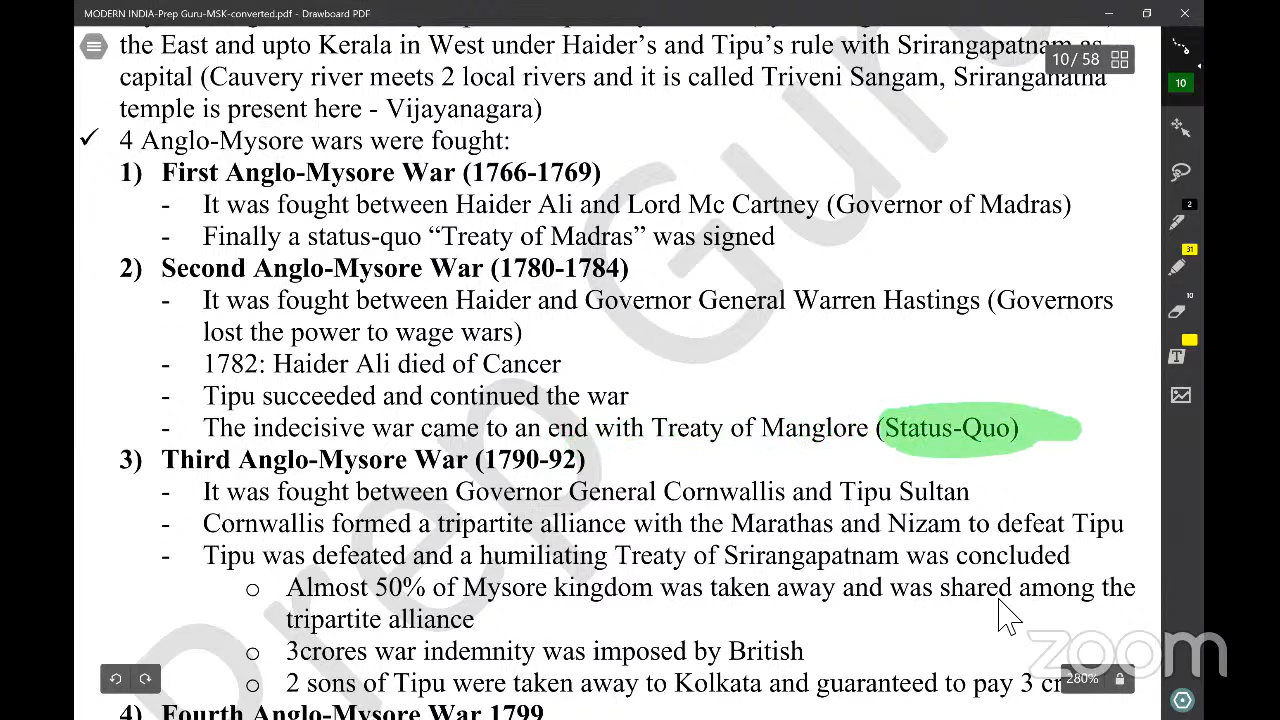 MODERN INDIA-Prep Guru-MSK-converted.pdf - Drawboard PDF
the East and upto Kerala in West under Haider's and Tipu's rule with Srirangapatnam as
10 / 58
capital (Cauvery river meets 2 local rivers and it is called Triveni Sangam, Sriranganatha
temple is present here - Vijayanagara)
✓ 4 Anglo-Mysore wars were fought:
1) First Anglo-Mysore War (1766-1769)
- It was fought between Haider Ali and Lord Mc Cartney (Governor of Madras)
- Finally a status-quo “Treaty of Madras” was signed
2) Second Anglo-Mysore War (1780-1784)
- It was fought between Haider and Governor General Warren Hastings (Governors
lost the power to wage wars)
- 1782: Haider Ali died of Cancer
- Tipu succeeded and continued the war
- The indecisive war came to an end with Treaty of Manglore (Status-Quo)
3) Third Anglo-Mysore War (1790-92)
- It was fought between Governor General Cornwallis and Tipu Sultan
- Cornwallis formed a tripartite alliance with the Marathas and Nizam to defeat Tipu
- Tipu was defeated and a humiliating Treaty of Srirangapatnam was concluded
o Almost 50% of Mysore kingdom was taken away and was shared among the
tripartite alliance
o 3crores war indemnity was imposed by British
o 2 sons of Tipu were taken away to Kolkata and guaranteed to pay 3
4) Fourth Anglo-Mysore War 1799
Prep Guru
zoom
280%
10
2
31
10
T